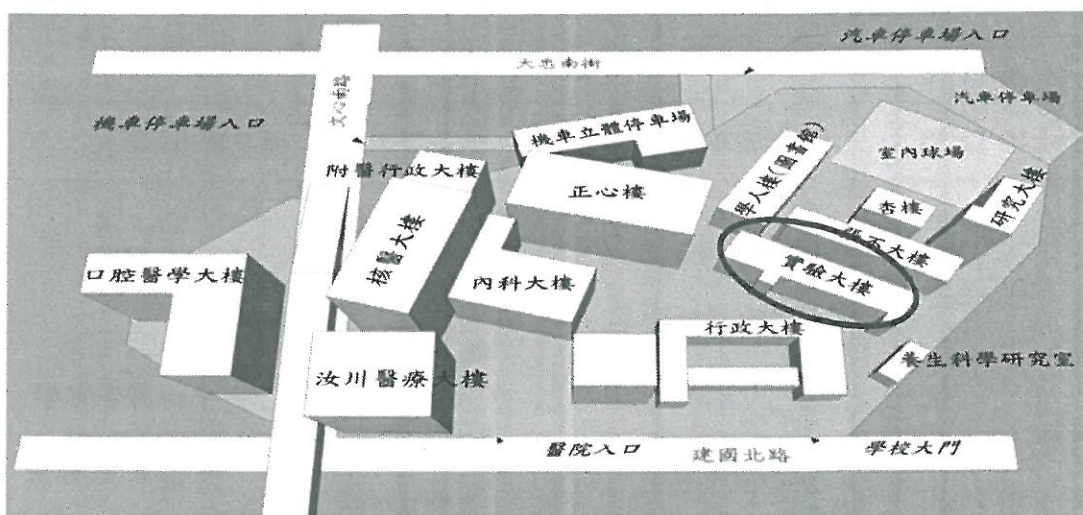 汽車停車場入口
大忠南街
文心南路
機車停車場入口
汽車停車場
機車立體停車場
學人樓(圖書館)
室內球場
附醫行政大樓
正心樓
杏樓
研究大樓
核醫大樓
實驗大樓
口腔醫學大樓
內科大樓
行政大樓
養生科學研究室
汝川醫療大樓
醫院入口
建國北路
學校大門